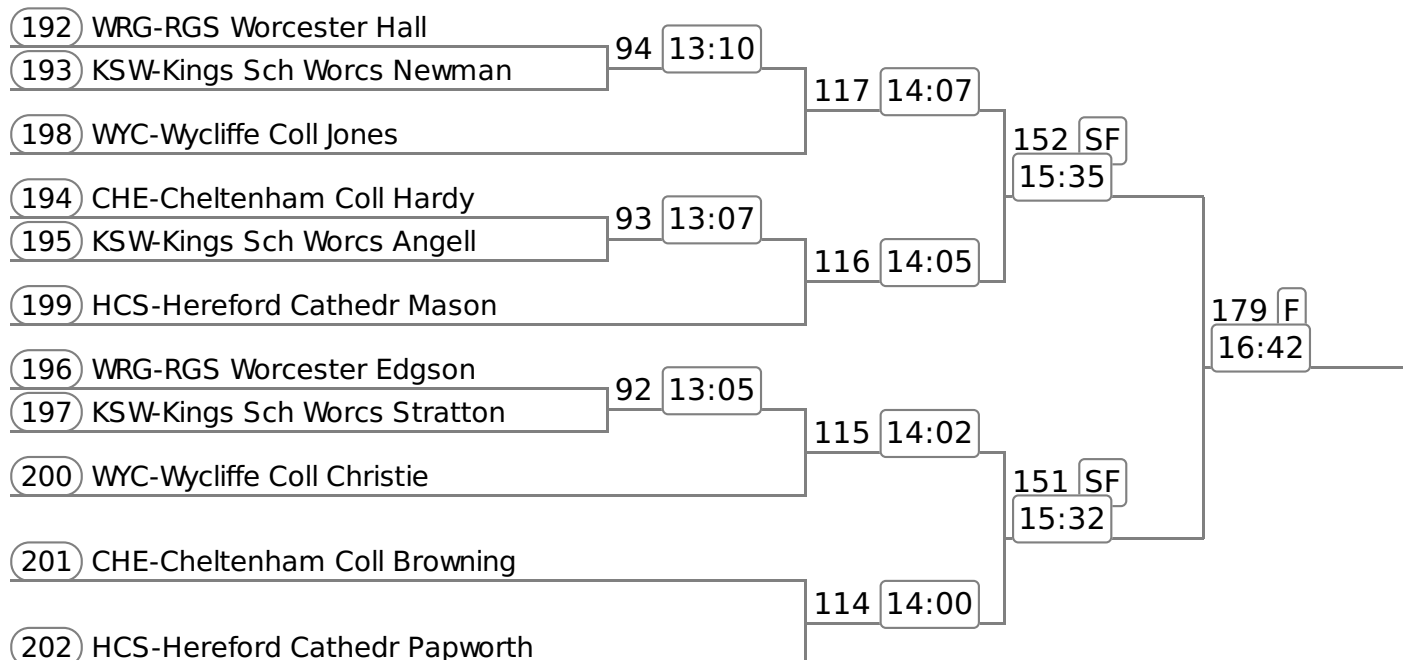 192 WRG-RGS Worcester Hall
94 13:10
193 KSW-Kings Sch Worcs Newman
117 14:07
198 WYC-Wycliffe Coll Jones
152 SF
15:35
194 CHE-Cheltenham Coll Hardy
93 13:07
195 KSW-Kings Sch Worcs Angell
116 14:05
199 HCS-Hereford Cathedr Mason
179 F
16:42
196 WRG-RGS Worcester Edgson
92 13:05
197 KSW-Kings Sch Worcs Stratton
115 14:02
200 WYC-Wycliffe Coll Christie
151 SF
15:32
201 CHE-Cheltenham Coll Browning
114 14:00
202 HCS-Hereford Cathedr Papworth